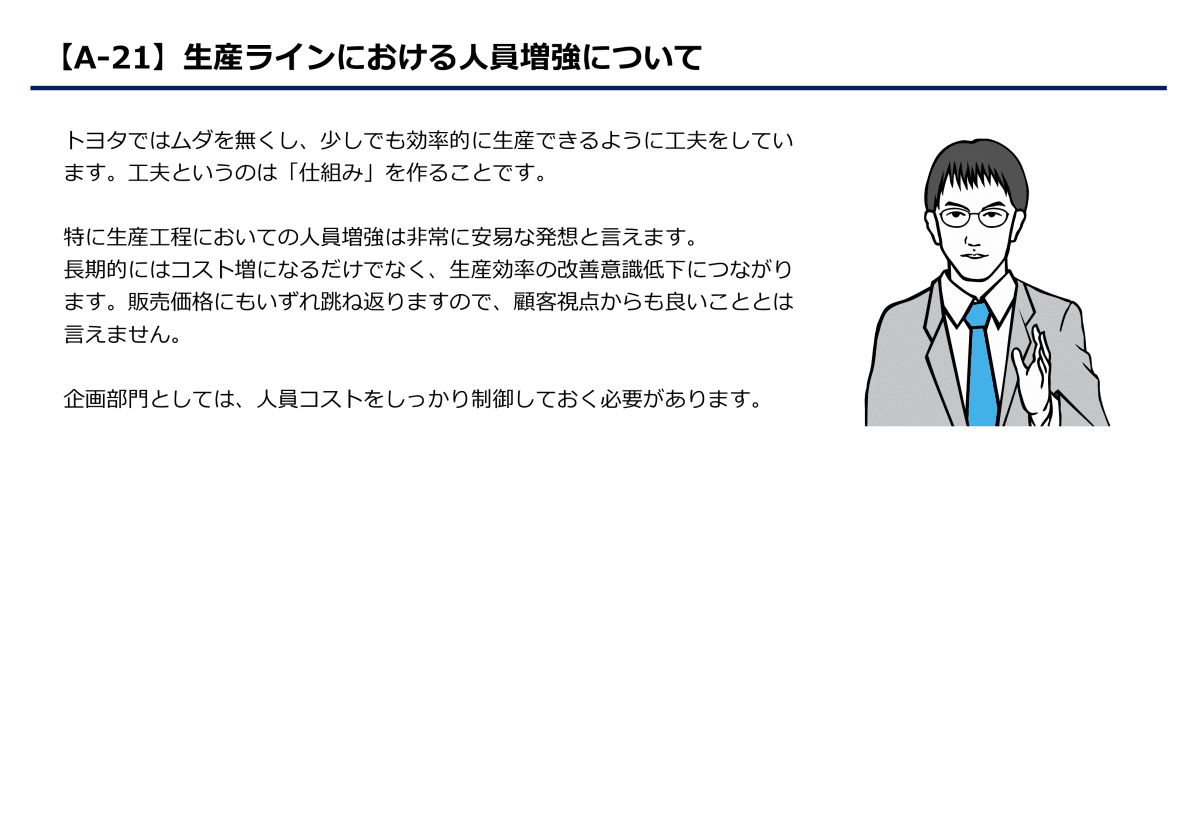 【A-21】生産ラインにおける人員増強について
トヨタではムダを無くし、少しでも効率的に生産できるように工夫をしてい
ます。工夫というのは「仕組み」を作ることです。
特に生産工程においての人員増強は非常に安易な発想と言えます。
長期的にはコスト増になるだけでなく、生産効率の改善意識低下につながり
ます。販売価格にもいずれ跳ね返りますので、顧客視点からも良いこととは
言えません。
企画部門としては、人員コストをしっかり制御しておく必要があります。